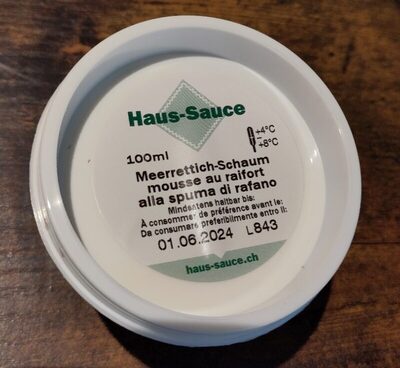 Haus-Sauce
100ml
+4°C
–
+8°C
Meerrettich-Schaum
mousse au raifort
alla spuma di rafano
Mindestens haltbar bis:
À consommer de préférence avant le:
Da consumare preferibilmente entro il:
01.06.2024 L843
haus-sauce.ch